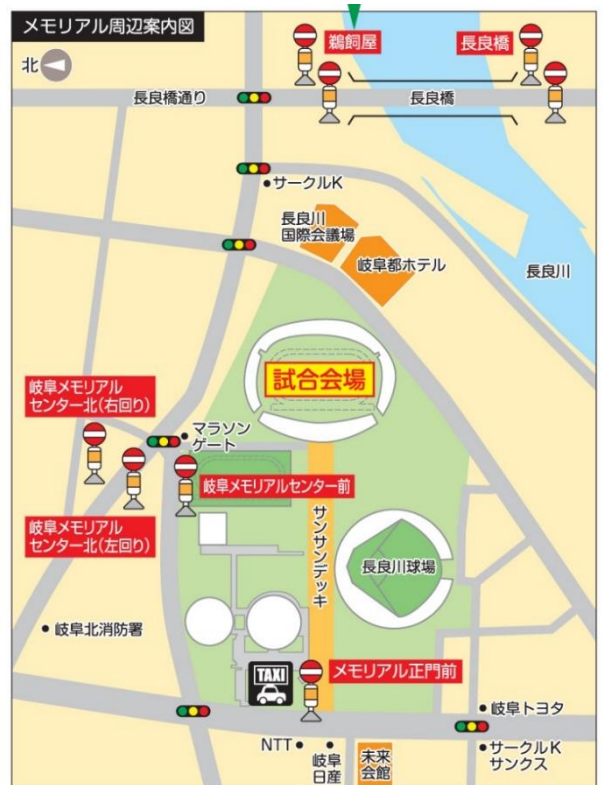 メモリアル周辺案内図
北
鵜飼屋
長良橋
長良橋通り
長良橋
サークルK
長良川
国際会議場
岐阜都ホテル
長良川
試合会場
岐阜メモリアル
センター北(右回り)
マラソン
ゲート
岐阜メモリアルセンター前
岐阜メモリアル
センター北(左回り)
サンサンデッキ
長良川球場
岐阜北消防署
TAXI
メモリアル正門前
岐阜トヨタ
NTT
岐阜
日産
未来
会館
サークルK
サンクス